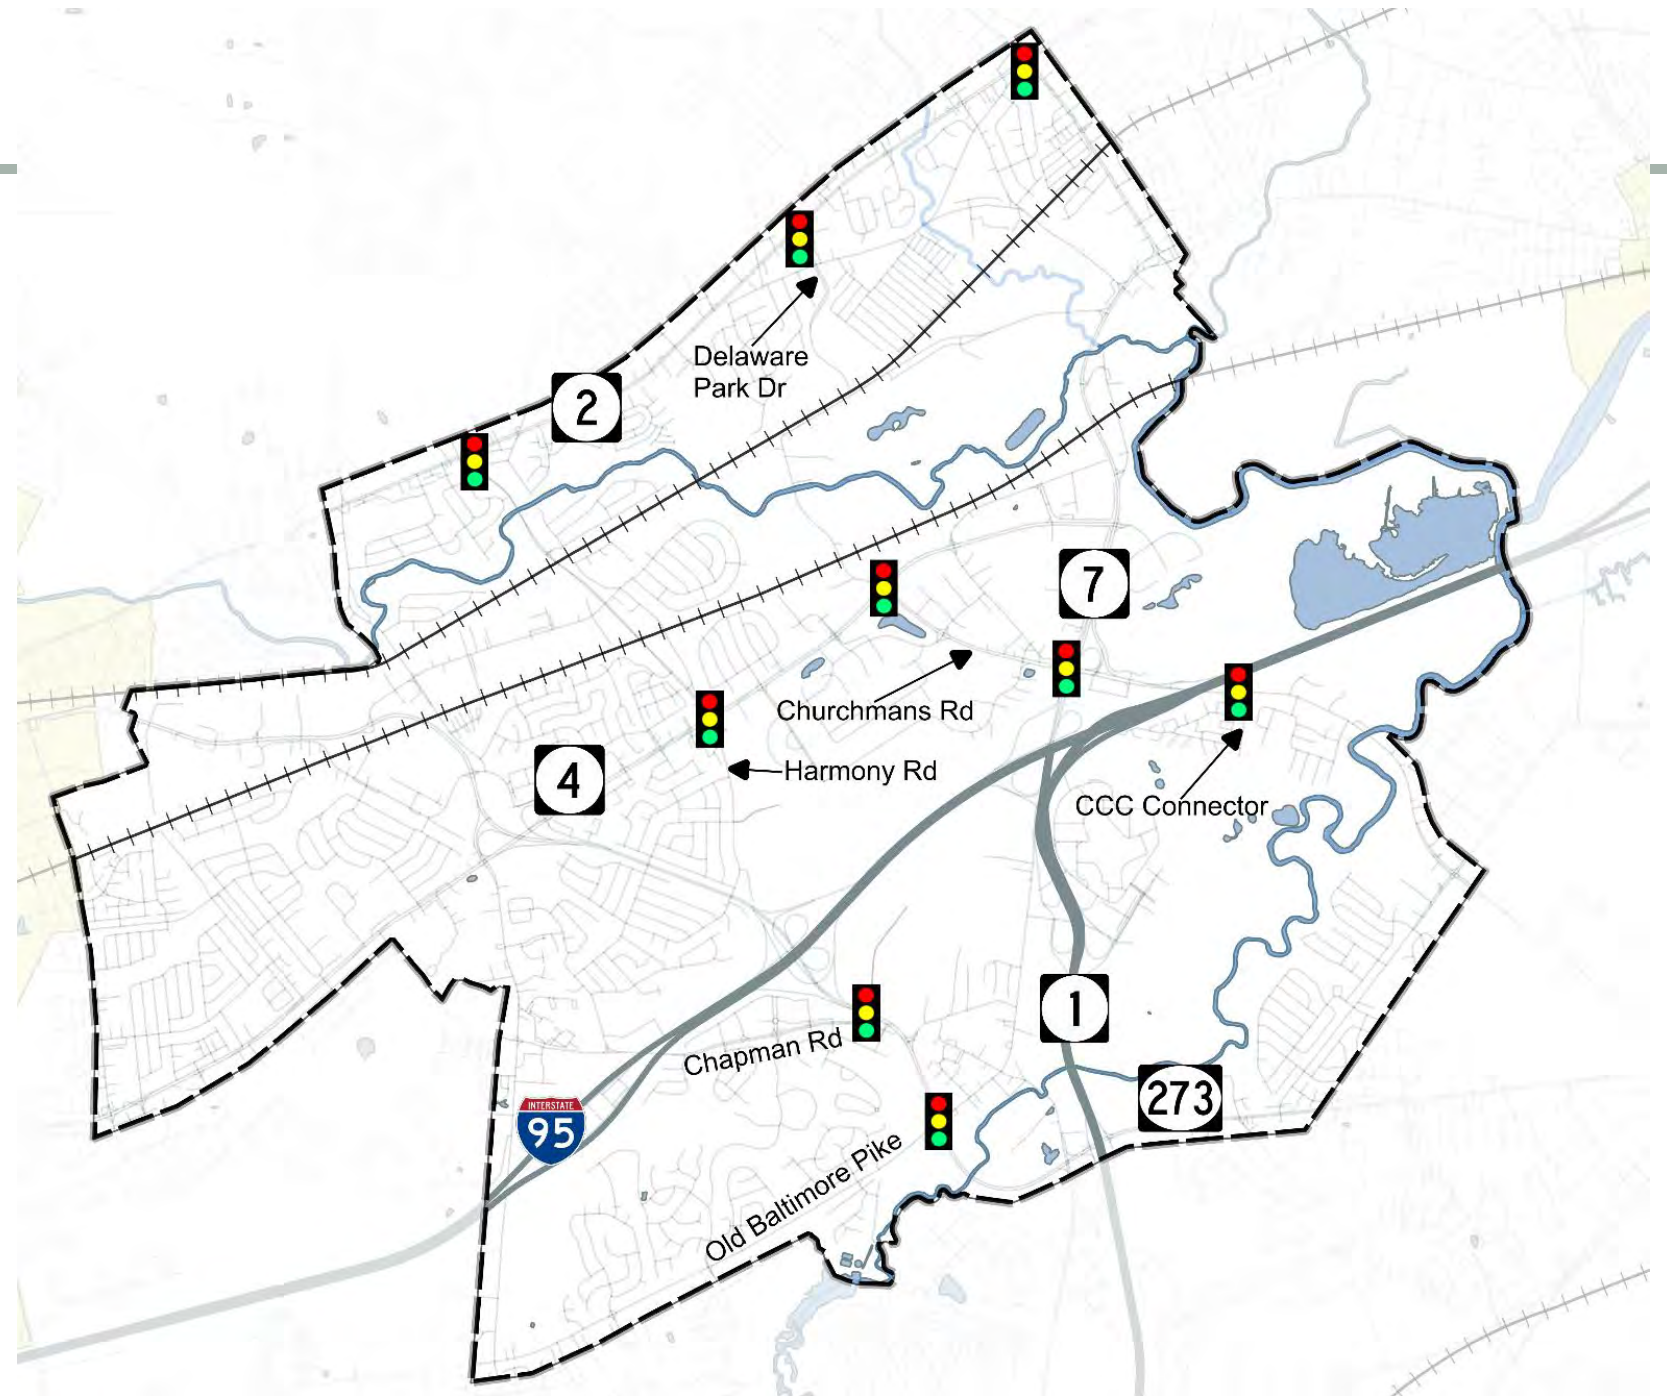 Delaware
Park Dr
2
7
Churchmans Rd
Harmony Rd
4
CCC Connector
1
Chapman Rd
273
INTERSTATE
95
Old Baltimore Pike